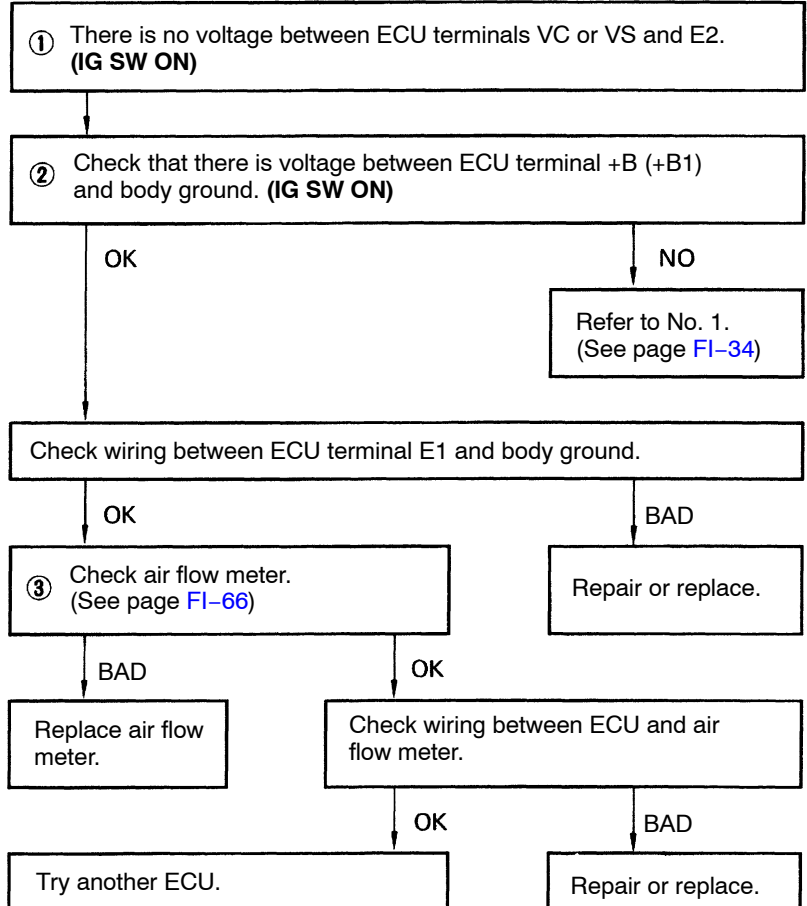 ① There is no voltage between ECU terminals VC or VS and E2.
(IG SW ON)
② Check that there is voltage between ECU terminal +B (+B1)
and body ground. (IG SW ON)
OK
NO
Refer to No. 1.
(See page FI−34)
Check wiring between ECU terminal E1 and body ground.
OK
BAD
③ Check air flow meter.
(See page FI−66)
Repair or replace.
BAD
OK
Replace air flow
meter.
Check wiring between ECU and air
flow meter.
OK
BAD
Try another ECU.
Repair or replace.